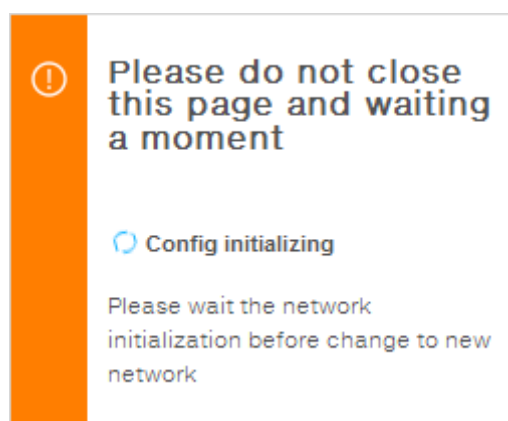 Please do not close
this page and waiting
a moment
Config initializing
Please wait the network
initialization before change to new
network